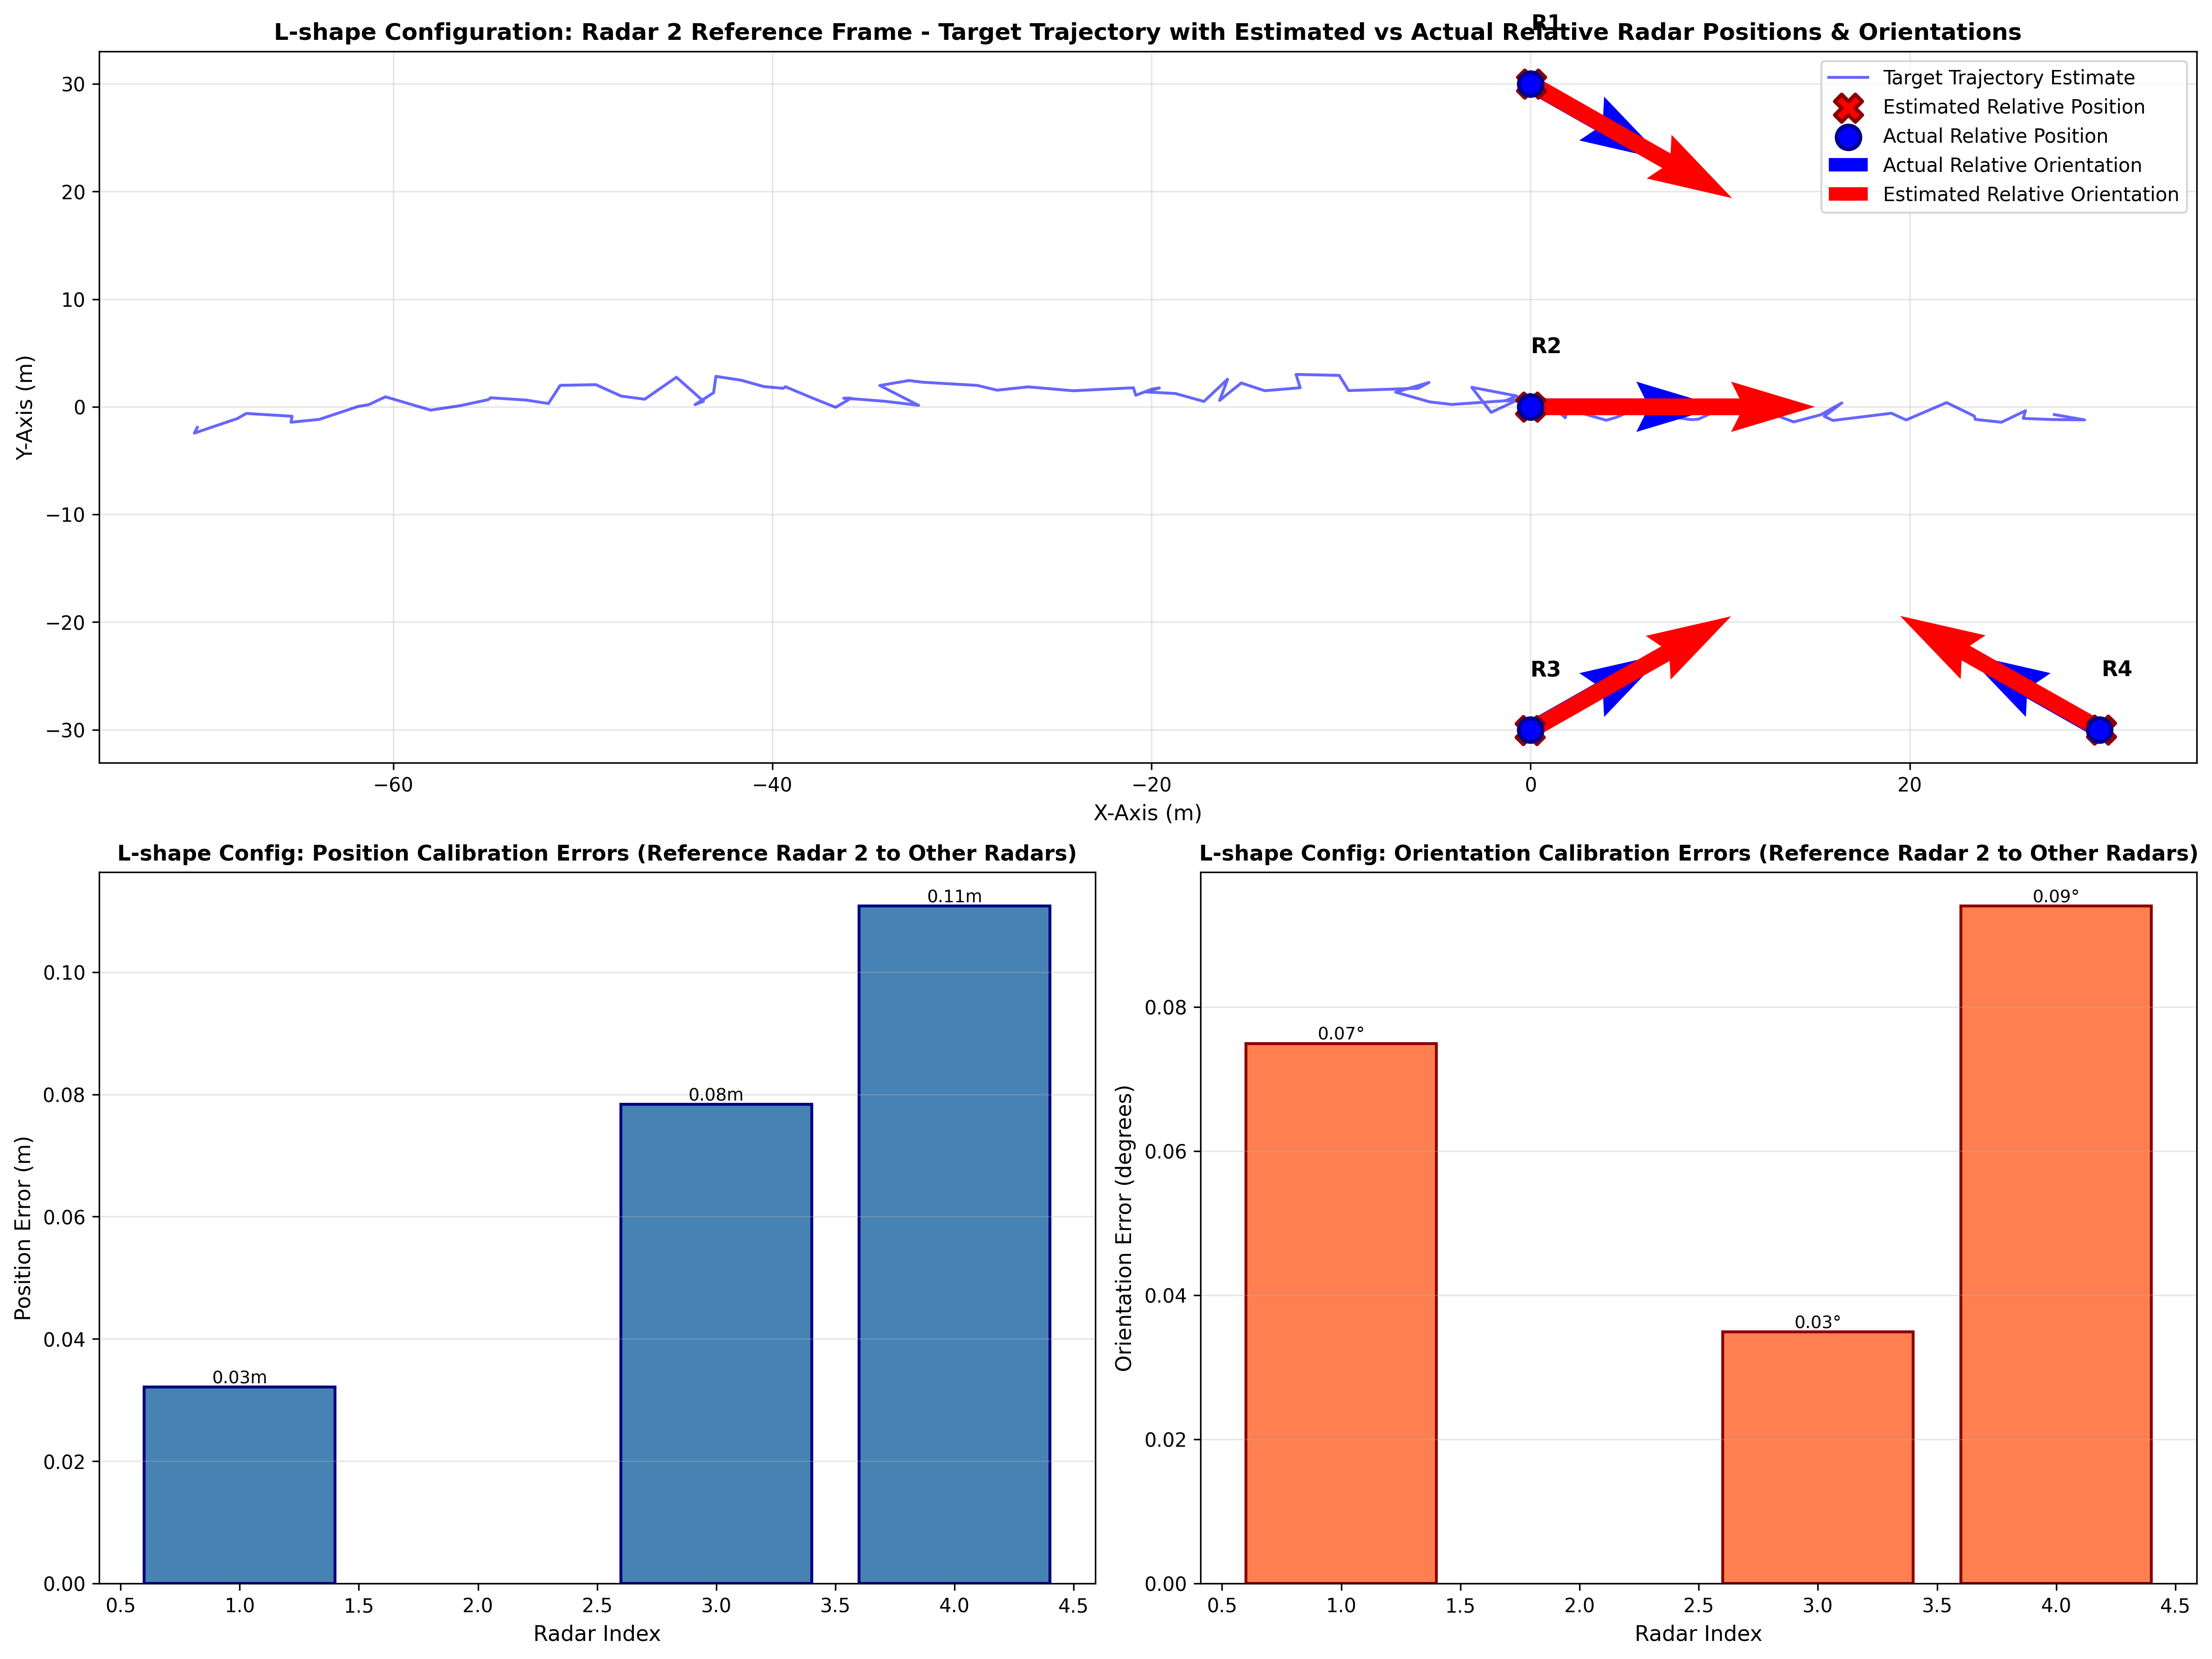 R1
L-shape Configuration: Radar 2 Reference Frame - Target Trajectory with Estimated vs Actual Relative Radar Positions & Orientations
Target Trajectory Estimate
Estimated Relative Position
Actual Relative Position
Actual Relative Orientation
Estimated Relative Orientation
Y-Axis (m)
30
20
10
0
−10
−20
−30
R2
R3
R4
−60
−40
−20
0
20
X-Axis (m)
L-shape Config: Position Calibration Errors (Reference Radar 2 to Other Radars)
Position Error (m)
0.10
0.08
0.06
0.04
0.02
0.00
0.03m
0.08m
0.11m
0.5
1.0
1.5
2.0
2.5
3.0
3.5
4.0
4.5
Radar Index
L-shape Config: Orientation Calibration Errors (Reference Radar 2 to Other Radars)
Orientation Error (degrees)
0.08
0.06
0.04
0.02
0.00
0.07°
0.03°
0.09°
0.5
1.0
1.5
2.0
2.5
3.0
3.5
4.0
4.5
Radar Index